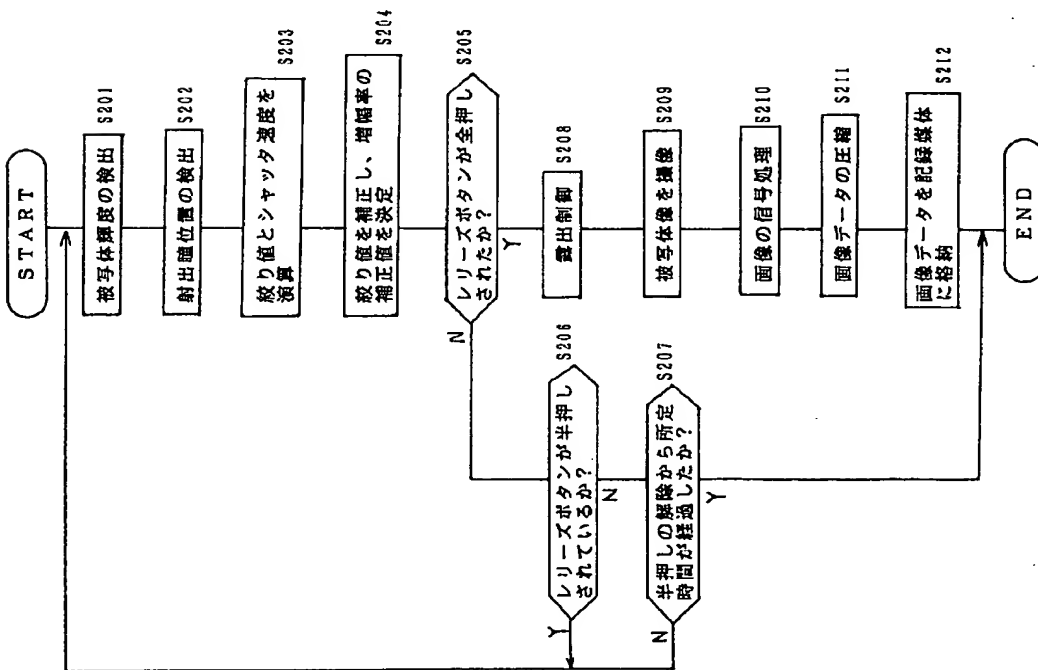 START
被写体輝度の検出
S201
射出瞳位置の検出
S202
絞り値とシャッタ速度を
演算
S203
絞り値を補正し、増幅率の
補正値を決定
S204
レリーズボタンが全押し
されたか?
S205
N
Y
レリーズボタンが半押し
されているか?
S206
Y
N
半押しの解除から所定
時間が経過したか?
S207
N
Y
露出制御
S208
被写体像を撮像
S209
画像の信号処理
S210
画像データの圧縮
S211
画像データを記録媒体
に格納
S212
END